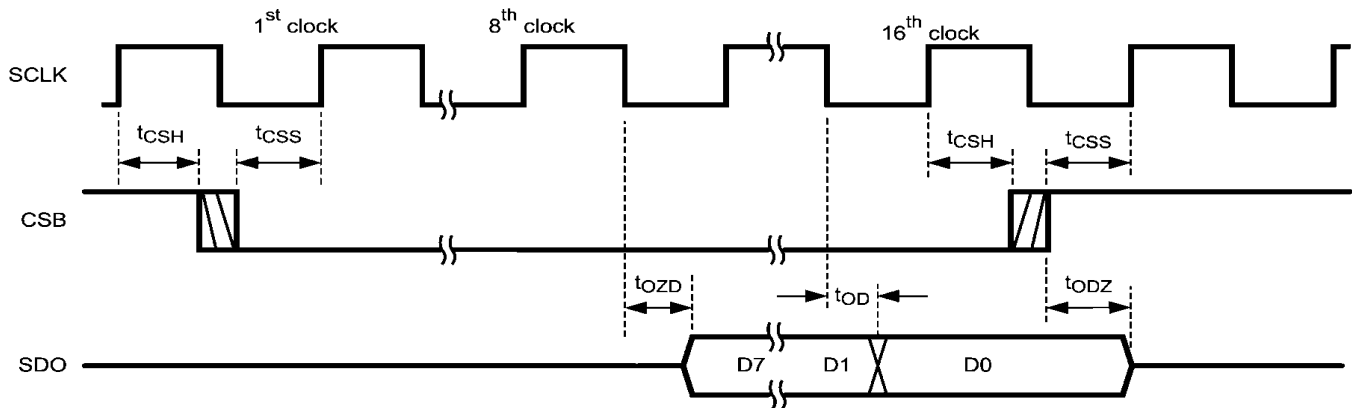 1st clock
8th clock
16th clock
SCLK
tCSH
tCSS
tCSH
tCSS
CSB
tOZD
tOD
tODZ
SDO
D7
D1
D0